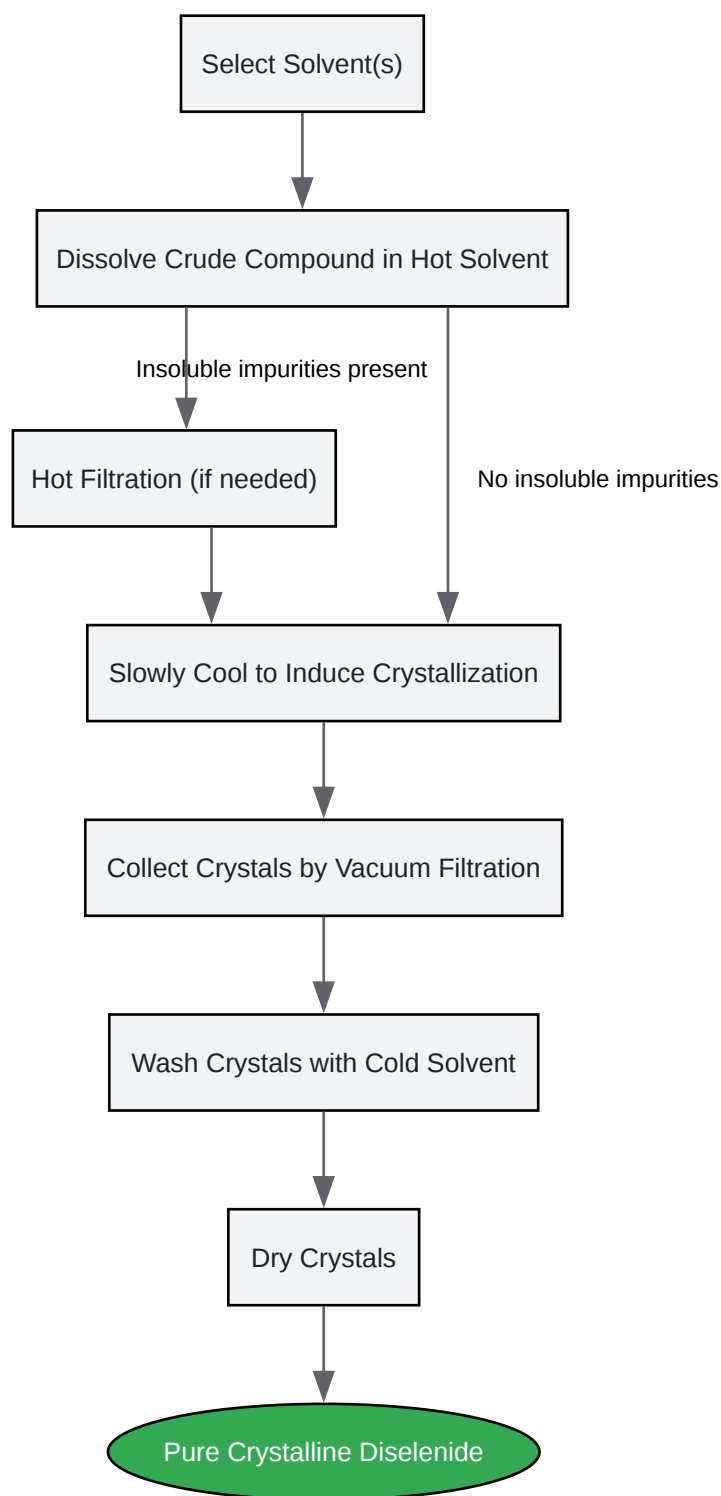 Select Solvent(s)
Dissolve Crude Compound in Hot Solvent
Insoluble impurities present
Hot Filtration (if needed)
No insoluble impurities
Slowly Cool to Induce Crystallization
Collect Crystals by Vacuum Filtration
Wash Crystals with Cold Solvent
Dry Crystals
Pure Crystalline Diselenide